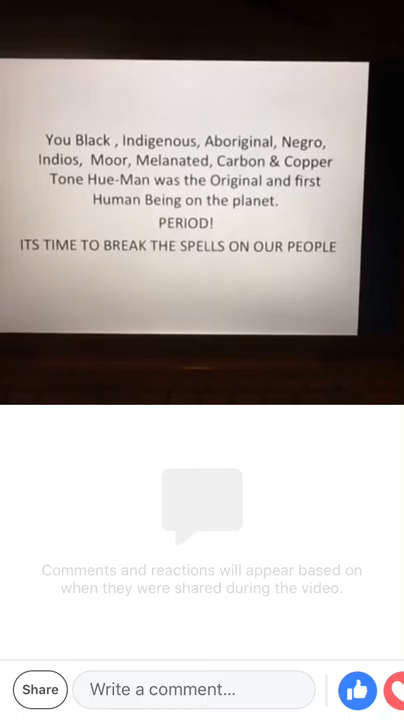 You Black , Indigenous, Aboriginal, Negro,
Indios, Moor, Melanated, Carbon & Copper
Tone Hue-Man was the Original and first
Human Being on the planet.
PERIOD!
ITS TIME TO BREAK THE SPELLS ON OUR PEOPLE
Comments and reactions will appear based on
when they were shared during the video.
Share
Write a comment...